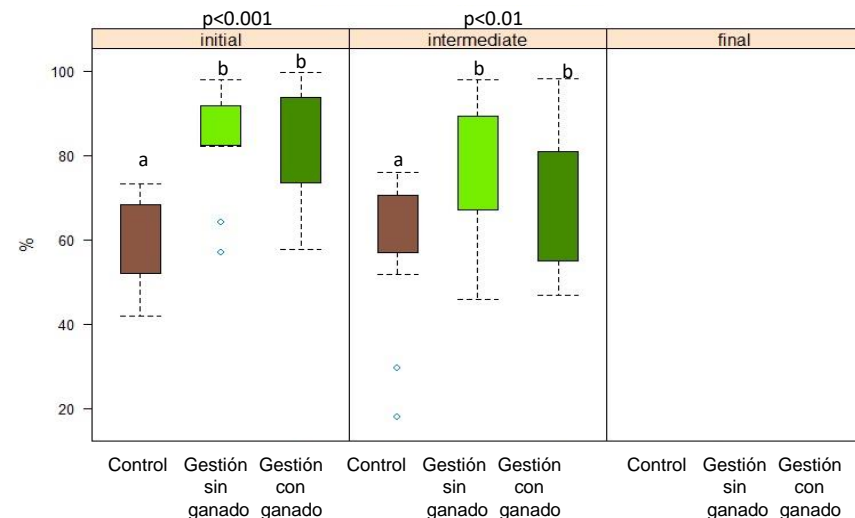 p<0.001 p<0.01
initial intermediate final
100
80
60
40
20
%
a b b a b b
Control Gestión sin ganado Gestión con ganado Control Gestión sin ganado Gestión con ganado Control Gestión sin ganado Gestión con ganado